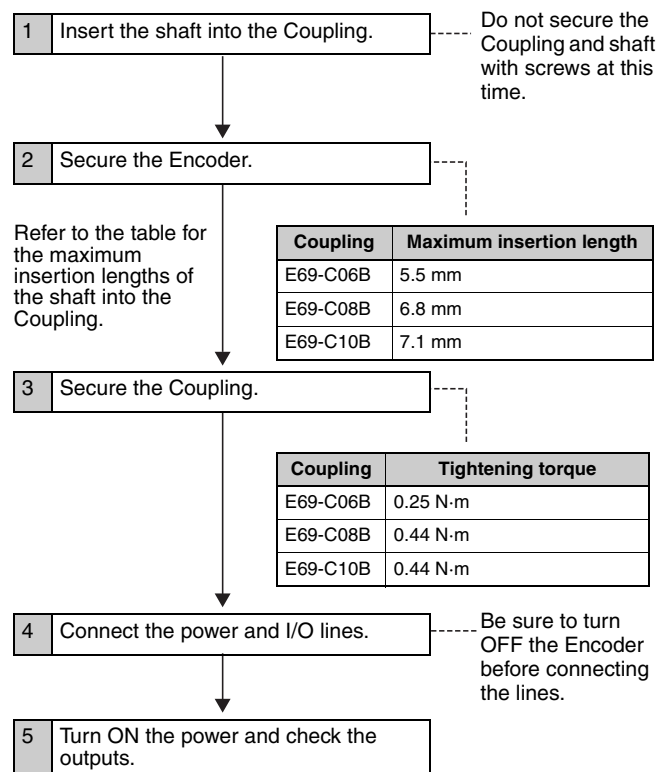 1 Insert the shaft into the Coupling.
Do not secure the
Coupling and shaft
with screws at this
time.
2 Secure the Encoder.
Refer to the table for
the maximum
insertion lengths of
the shaft into the
Coupling.
Coupling Maximum insertion length
E69-C06B 5.5 mm
E69-C08B 6.8 mm
E69-C10B 7.1 mm
3 Secure the Coupling.
Coupling Tightening torque
E69-C06B 0.25 N·m
E69-C08B 0.44 N·m
E69-C10B 0.44 N·m
4 Connect the power and I/O lines.
Be sure to turn
OFF the Encoder
before connecting
the lines.
5 Turn ON the power and check the
outputs.